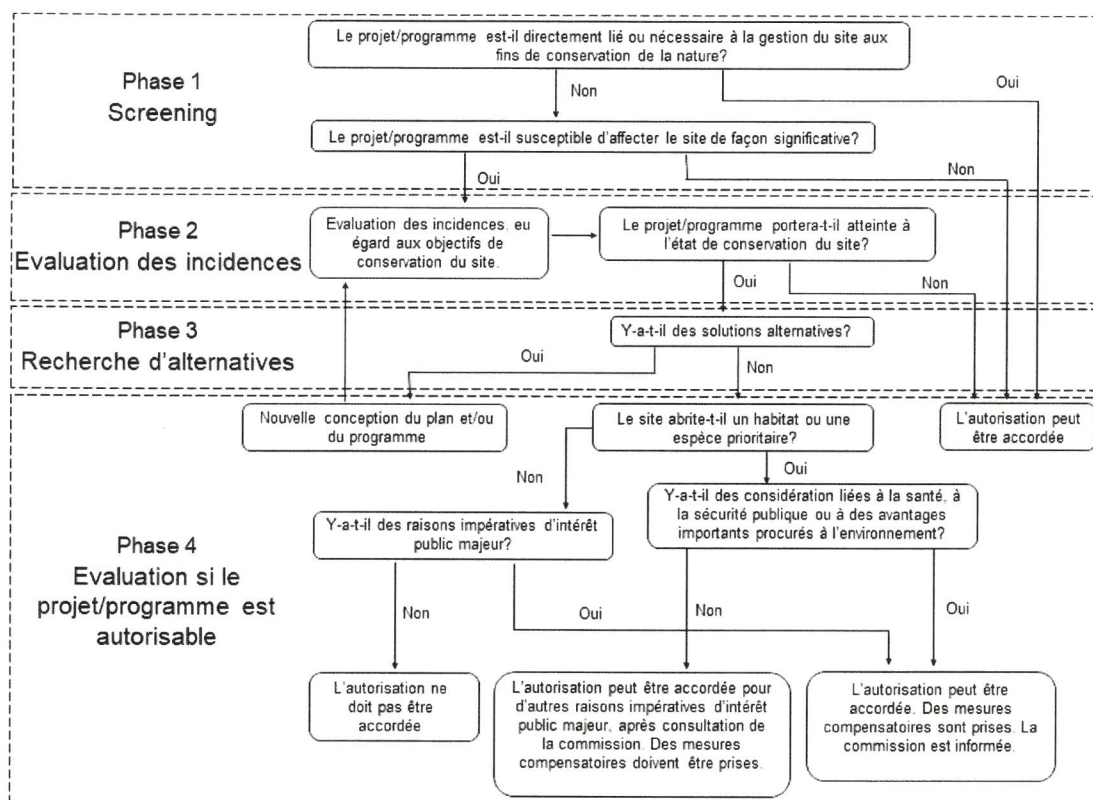 Le projet/programme est-il directement lié ou nécessaire à la gestion du site aux
fins de conservation de la nature?
Phase 1
Screening
Non
Oui
Le projet/programme est-il susceptible d'affecter le site de façon significative?
Oui
Non
Phase 2
Evaluation des incidences
Evaluation des incidences, eu
égard aux objectifs de
conservation du site.
Le projet/programme portera-t-il atteinte à
l'état de conservation du site?
Oui
Non
Phase 3
Recherche d'alternatives
Y-a-t-il des solutions alternatives?
Oui
Non
Nouvelle conception du plan et/ou
du programme
Le site abrite-t-il un habitat ou une
espèce prioritaire?
L'autorisation peut
être accordée
Non
Oui
Phase 4
Evaluation si le
projet/programme est
autorisable
Y-a-t-il des raisons impératives d'intérêt
public majeur?
Y-a-t-il des considération liées à la santé, à
la sécurité publique ou à des avantages
importants procurés à l'environnement?
Non
Oui
Non
Oui
L'autorisation ne
doit pas être
accordée
L'autorisation peut être accordée pour
d'autres raisons impératives d'intérêt
public majeur, après consultation de
la commission. Des mesures
compensatoires doivent être prises.
L'autorisation peut être
accordée. Des mesures
compensatoires sont prises. La
commission est informée.